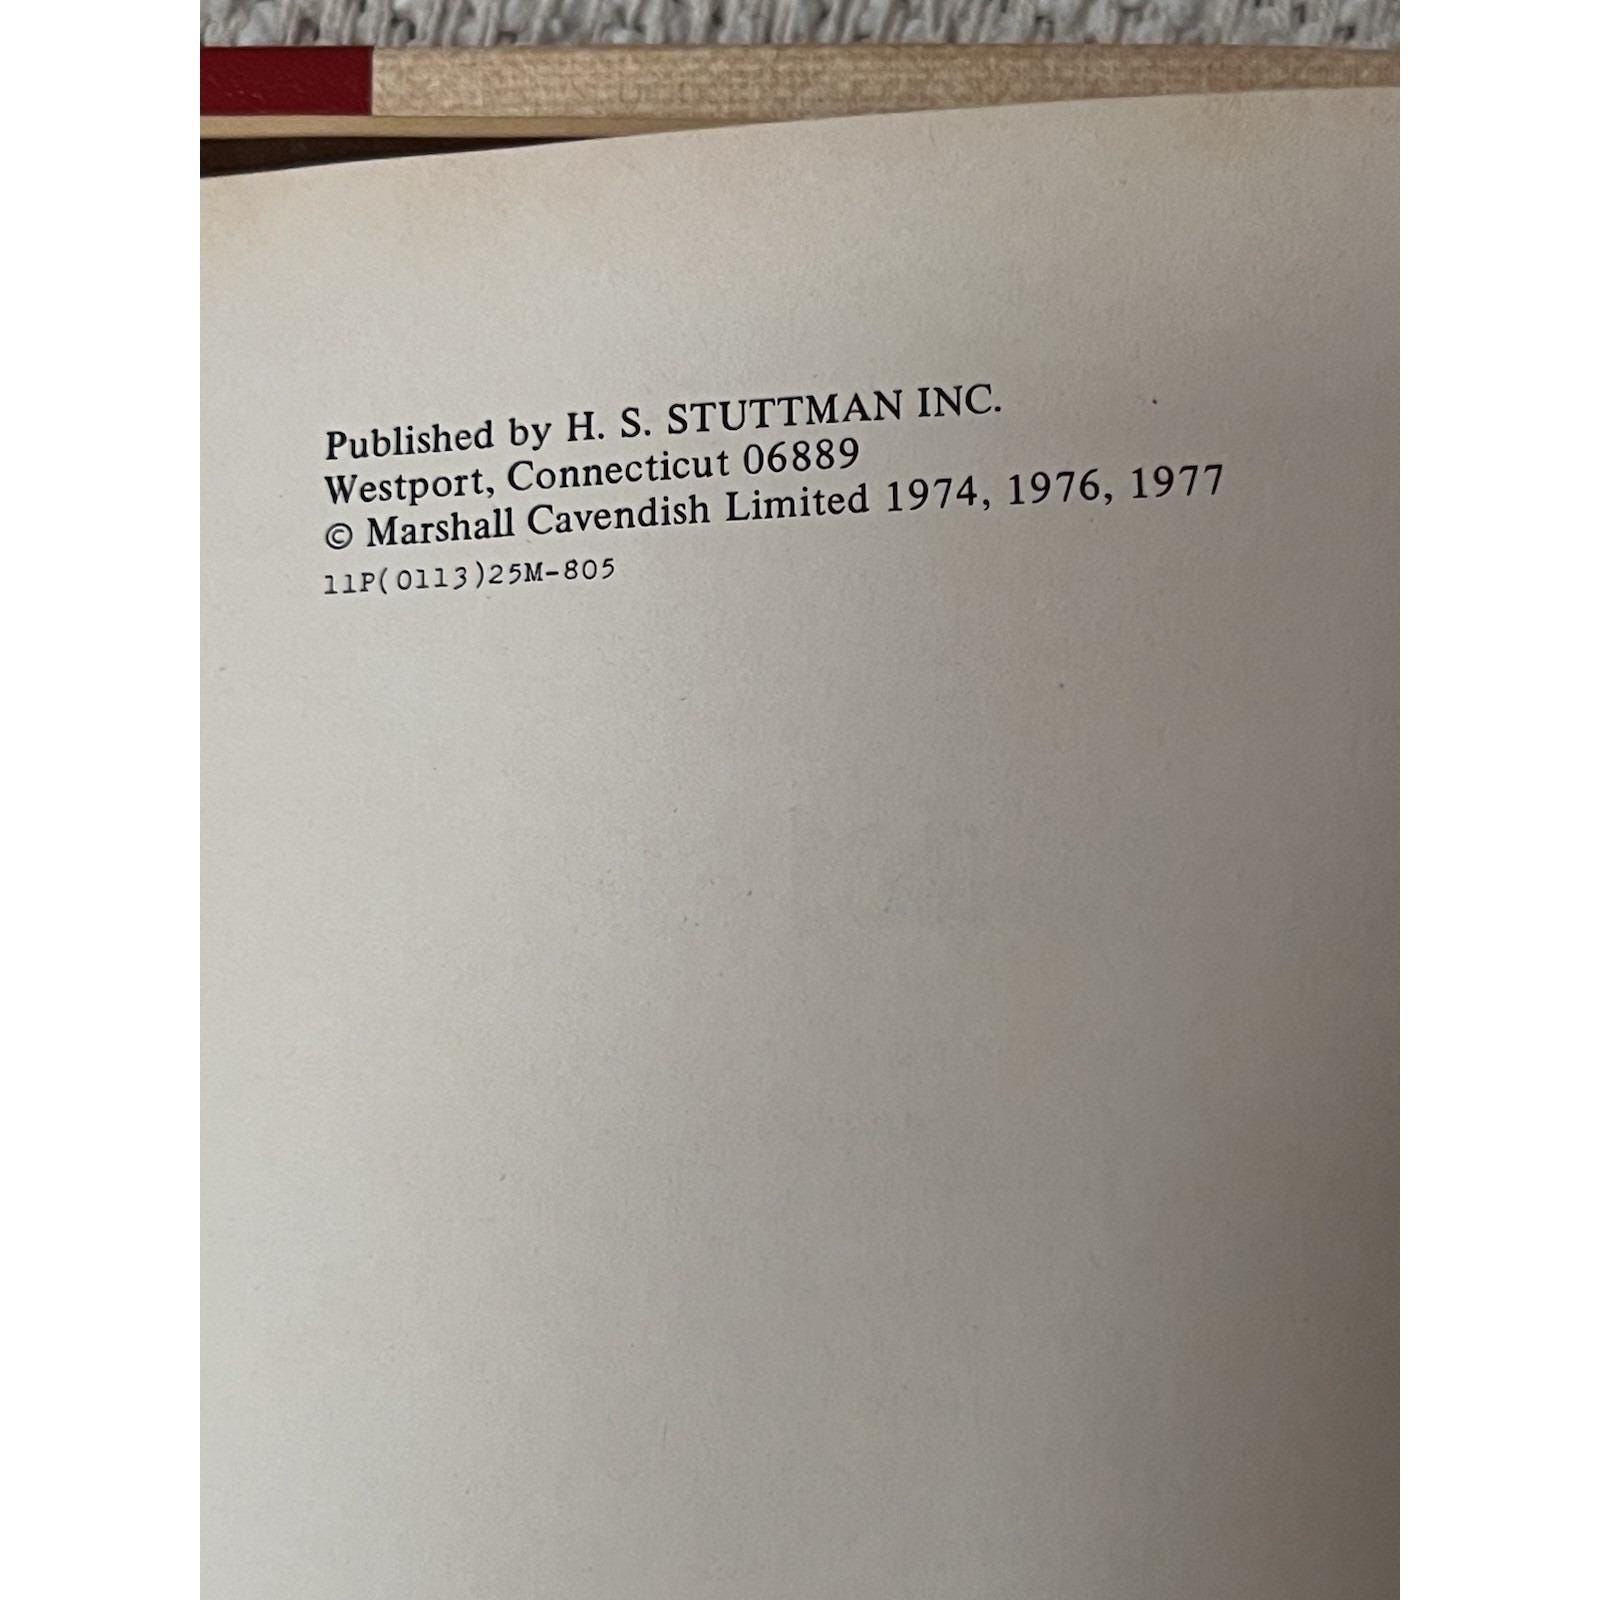 Published by H. S. STUTTMAN INC.
Westport, Connecticut 06889
© Marshall Cavendish Limited 1974, 1976, 1977
11P(0113)25M-805